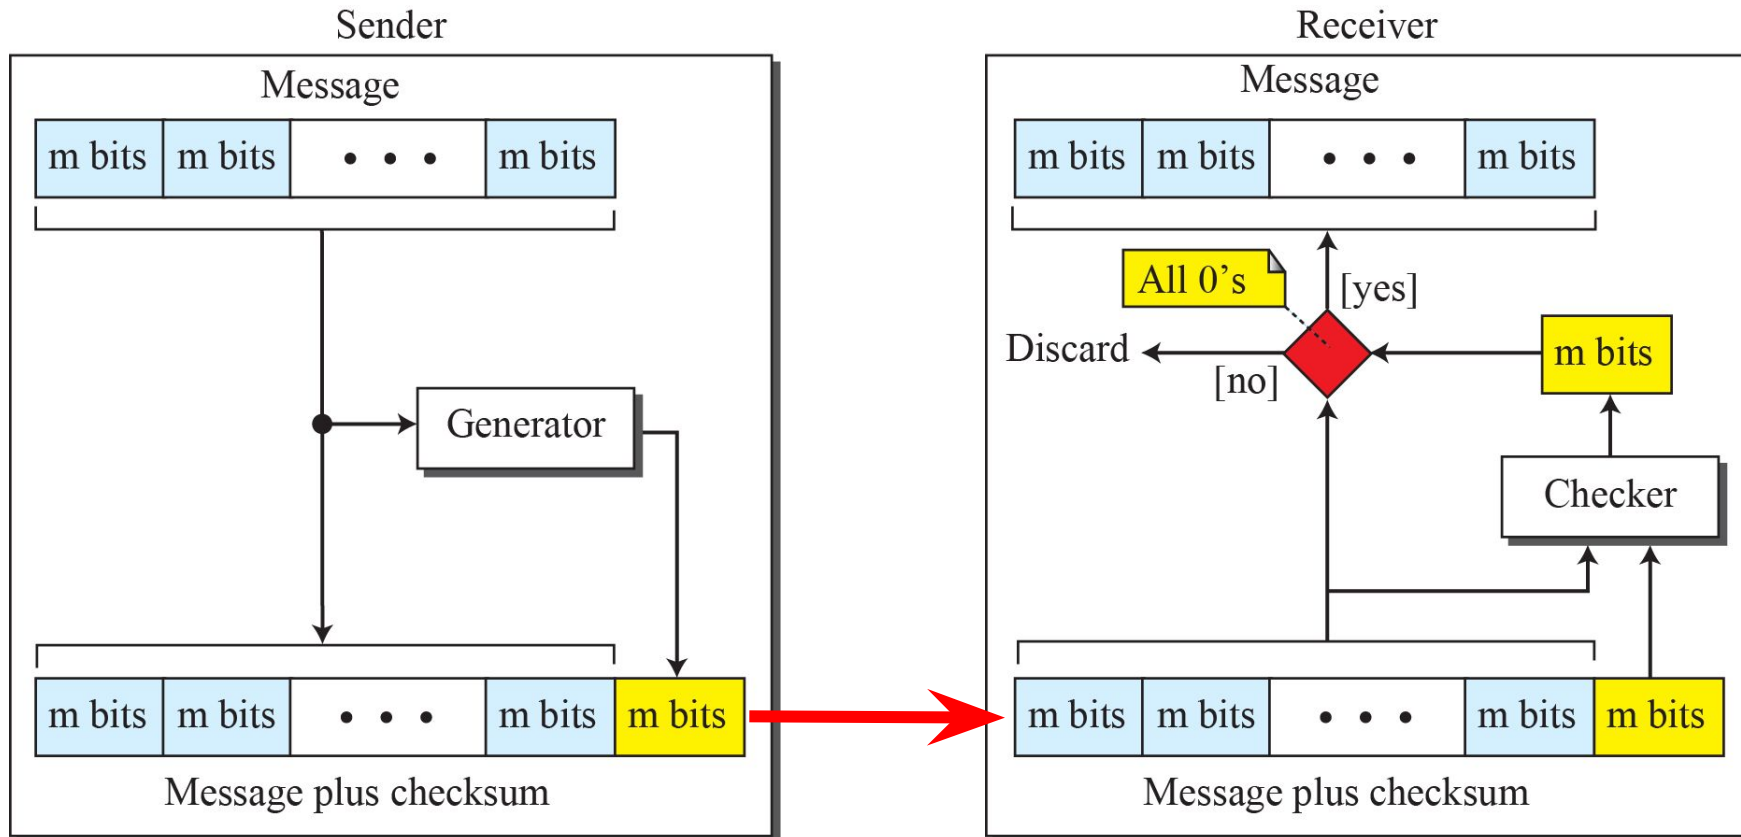 Sender
Message
m bits m bits • • • m bits
Generator
m bits m bits • • • m bits m bits
Message plus checksum
Receiver
Message
m bits m bits • • • m bits
All 0’s
[yes]
Discard
[no]
m bits
Checker
m bits m bits • • • m bits m bits
Message plus checksum